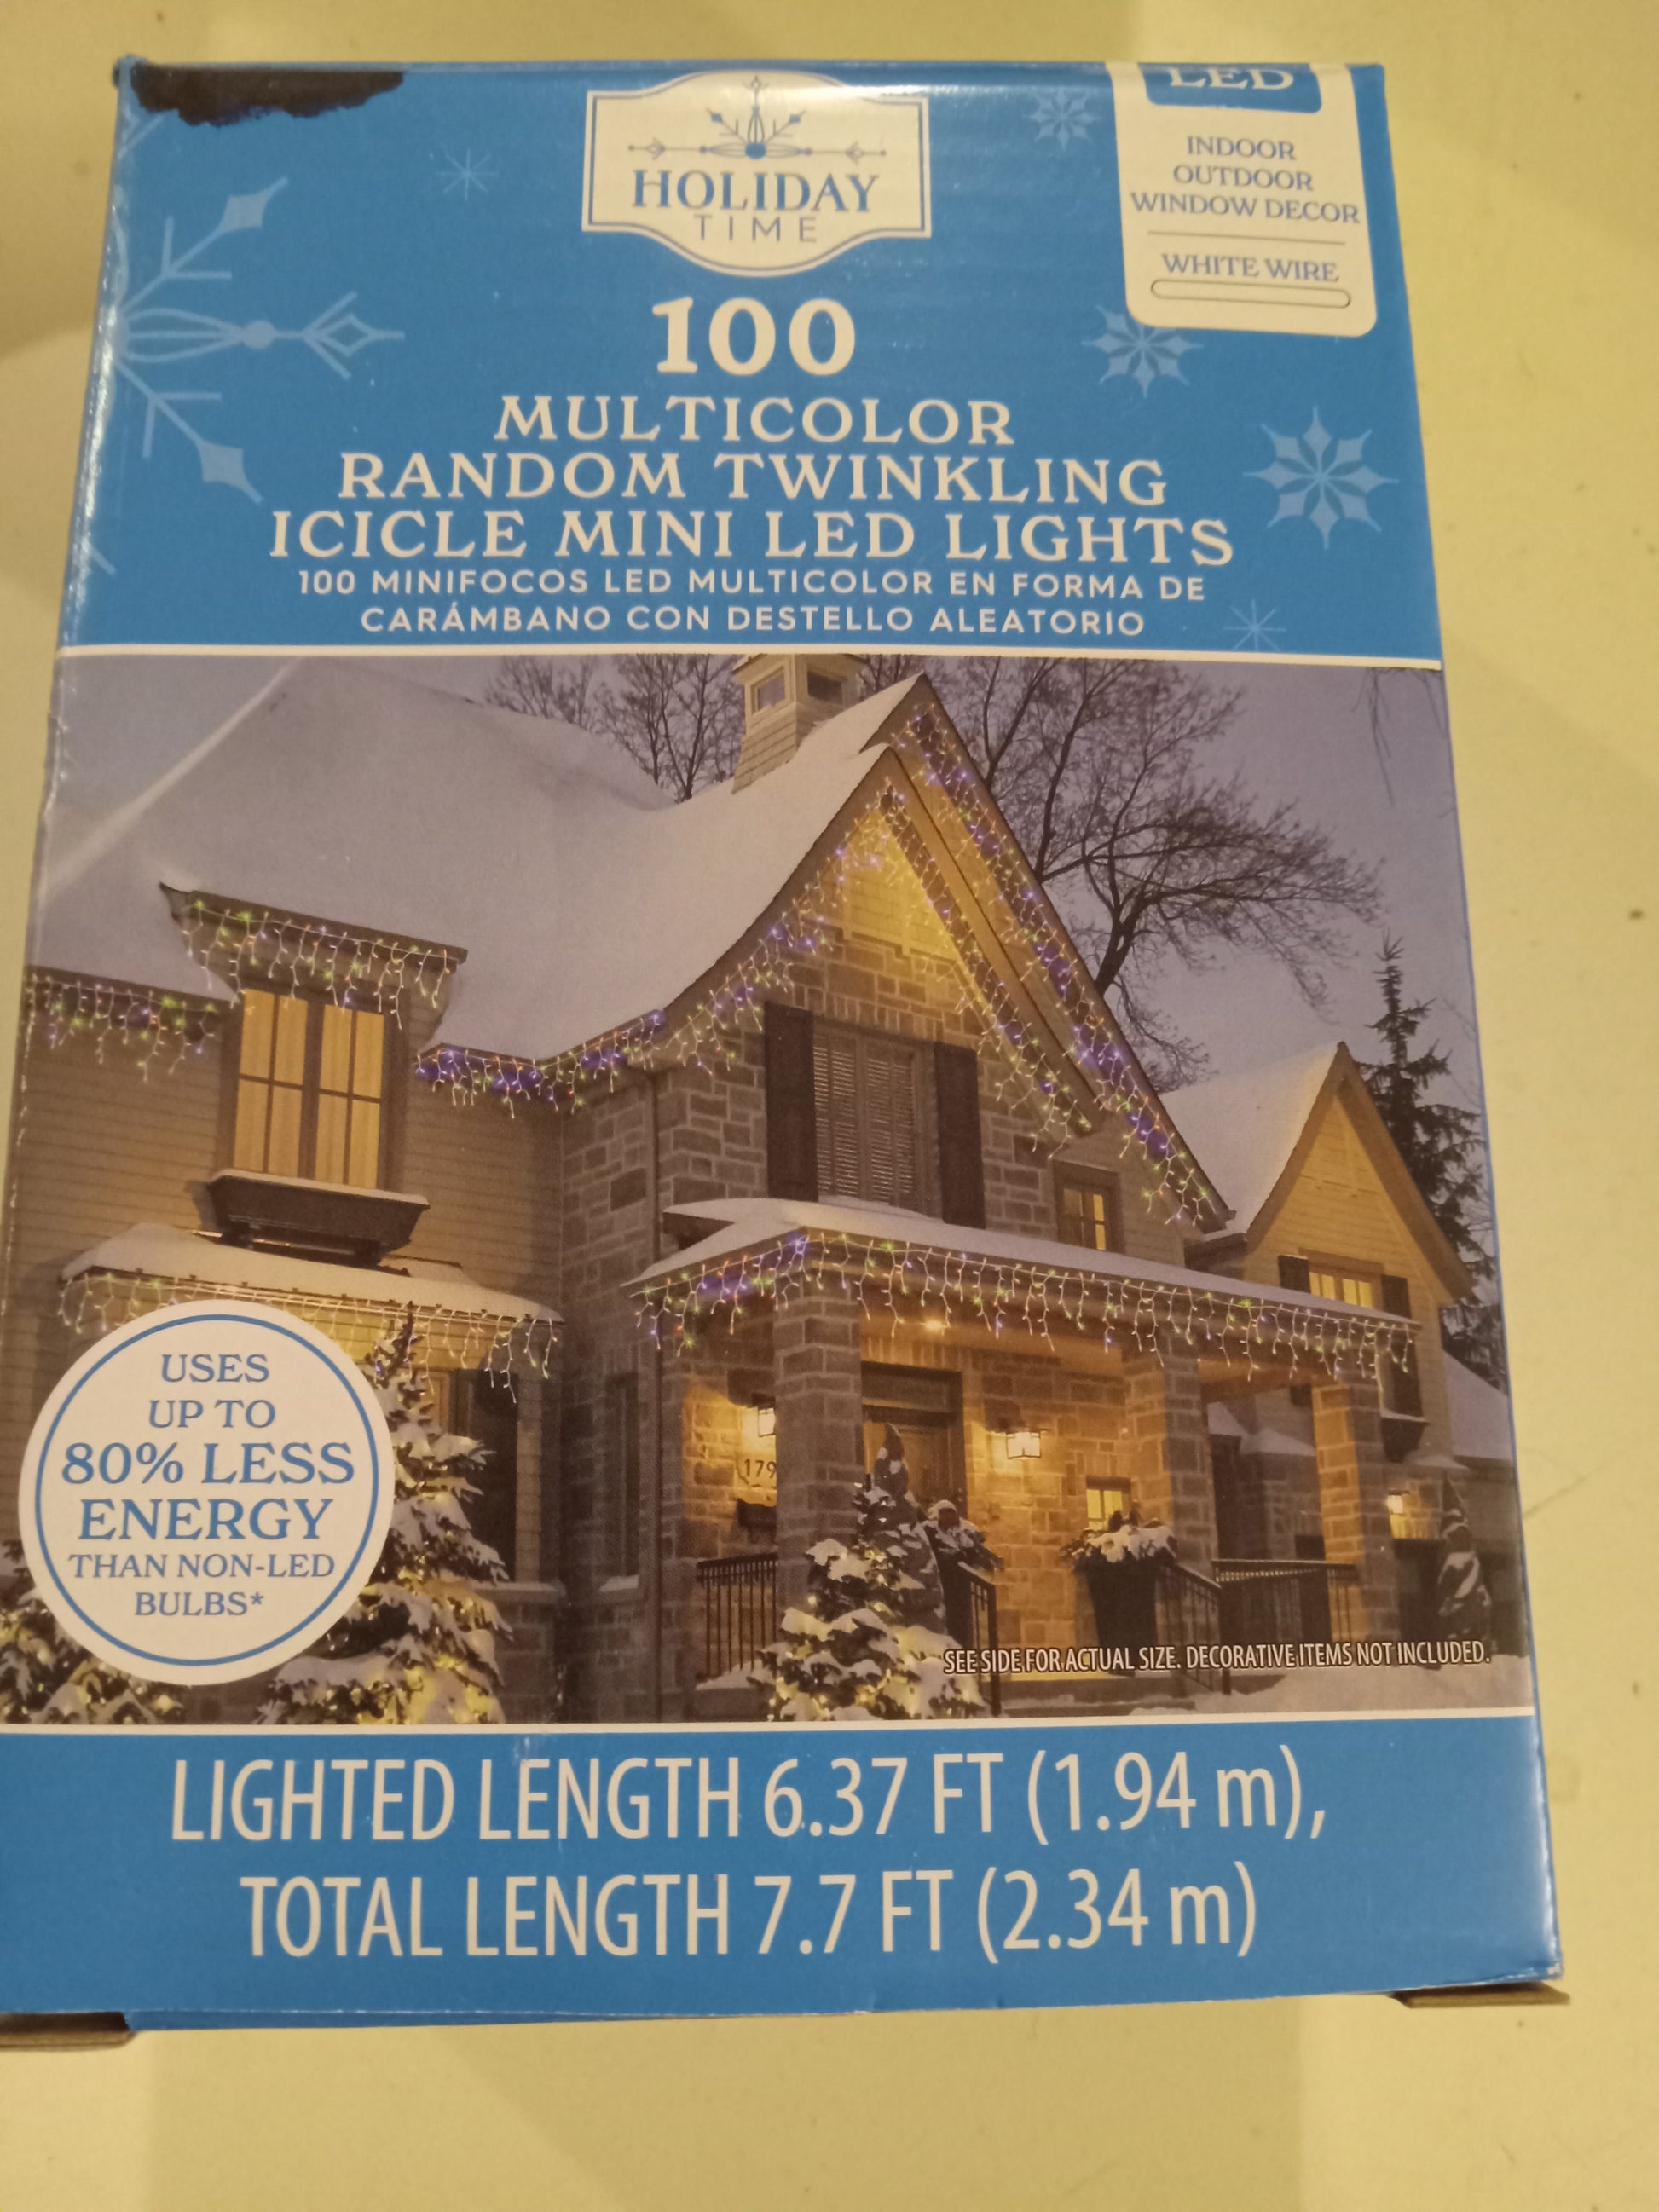 LED
INDOOR
OUTDOOR
WINDOW DECOR
WHITE WIRE
HOLIDAY
TIME
100
MULTICOLOR
RANDOM TWINKLING
ICICLE MINI LED LIGHTS
100 MINIFOCOS LED MULTICOLOR EN FORMA DE
CARÁMBANO CON DESTELLO ALEATORIO
179
USES
UP TO
80% LESS
ENERGY
THAN NON-LED
BULBS*
SEE SIDE FOR ACTUAL SIZE. DECORATIVE ITEMS NOT INCLUDED.
LIGHTED LENGTH 6.37 FT (1.94 m),
TOTAL LENGTH 7.7 FT (2.34 m)